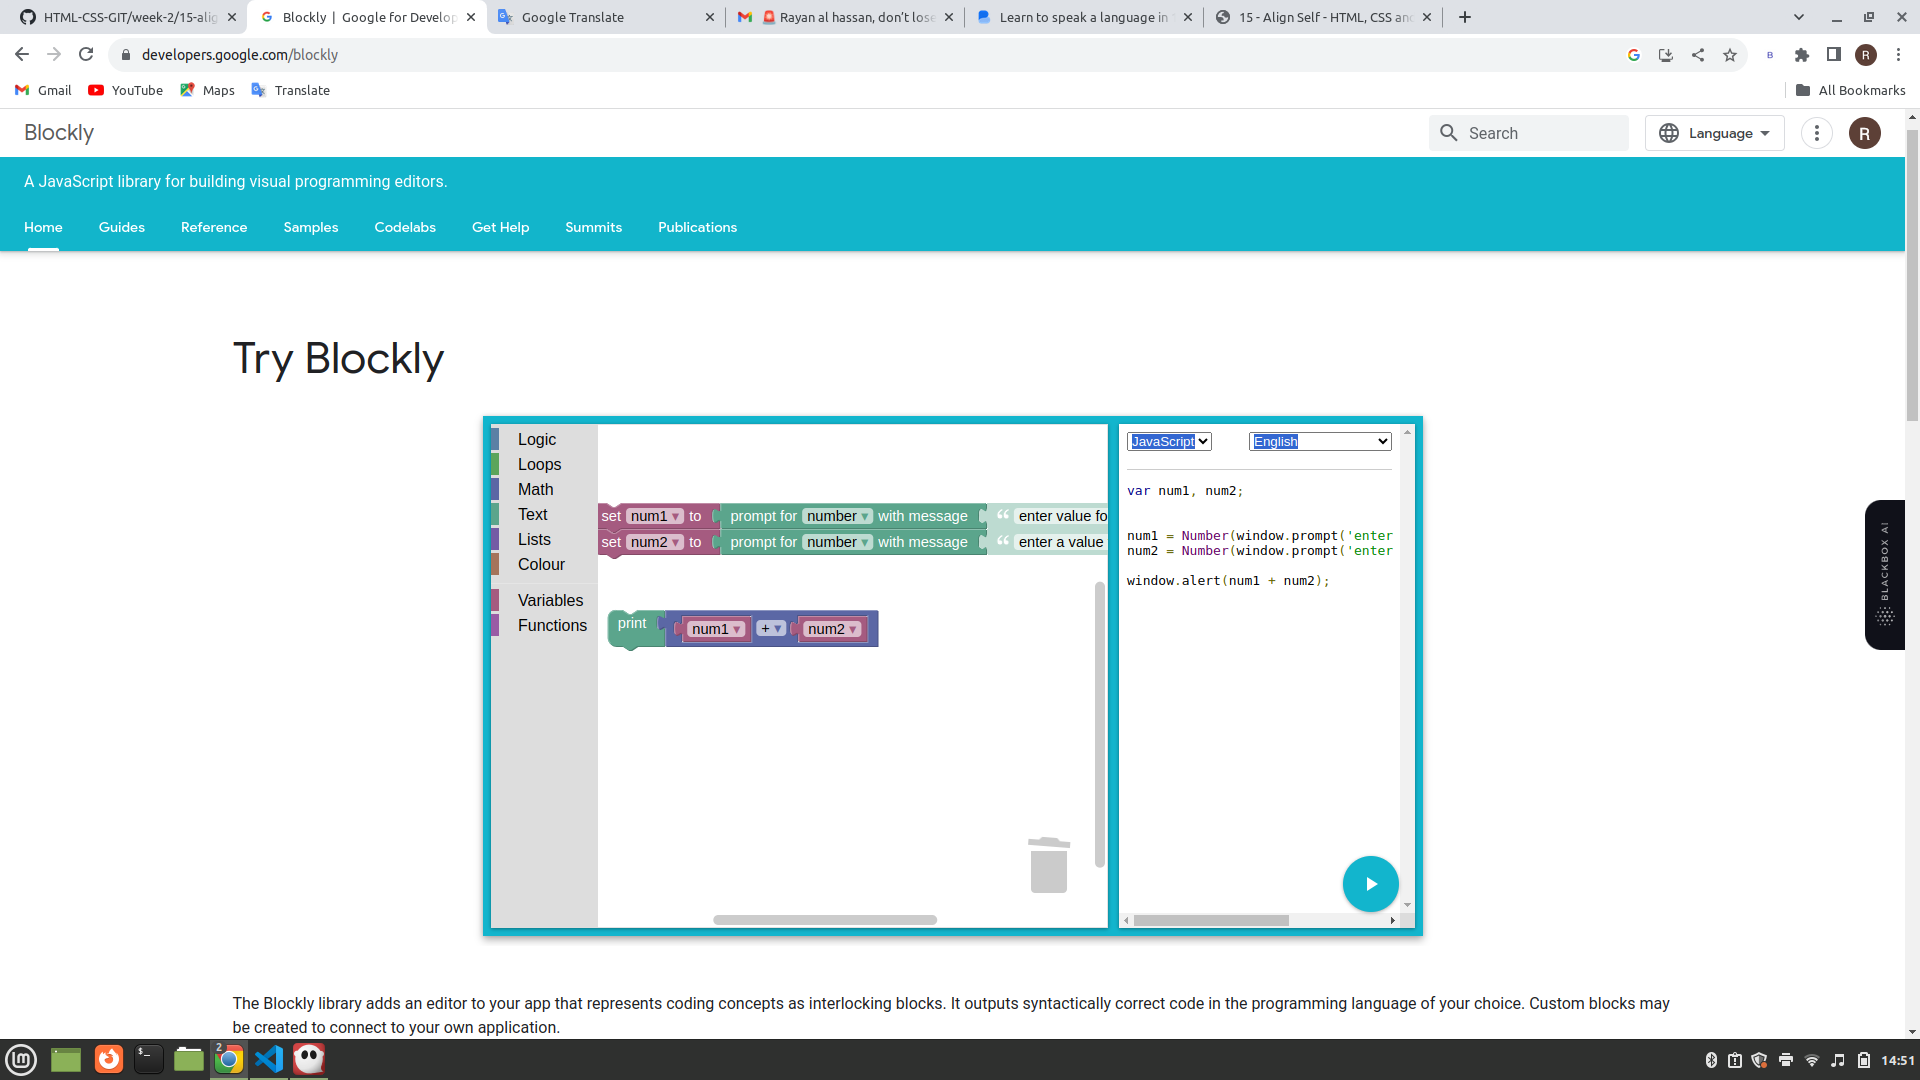 HTML-CSS-GIT/week-2/15-alig
Blockly | Google for Develop
Google Translate
Rayan al hassan, don't lose
Learn to speak a language in
15 - Align Self - HTML, CSS and
developers.google.com/blockly
B
R
Gmail
YouTube
Maps
Translate
All Bookmarks
Blockly
Search
Language
R
A JavaScript library for building visual programming editors.
Home
Guides
Reference
Samples
Codelabs
Get Help
Summits
Publications
Try Blockly
Logic
Loops
Math
Text
Lists
Colour
Variables
Functions
set num1 to prompt for number with message “ enter value fo
set num2 to prompt for number with message “ enter a value
print num1 + num2
JavaScript
English
var num1, num2;
num1 = Number(window.prompt('enter
num2 = Number(window.prompt('enter
window.alert(num1 + num2);
BLACKBOX AI
The Blockly library adds an editor to your app that represents coding concepts as interlocking blocks. It outputs syntactically correct code in the programming language of your choice. Custom blocks may
be created to connect to your own application.
2
14:51